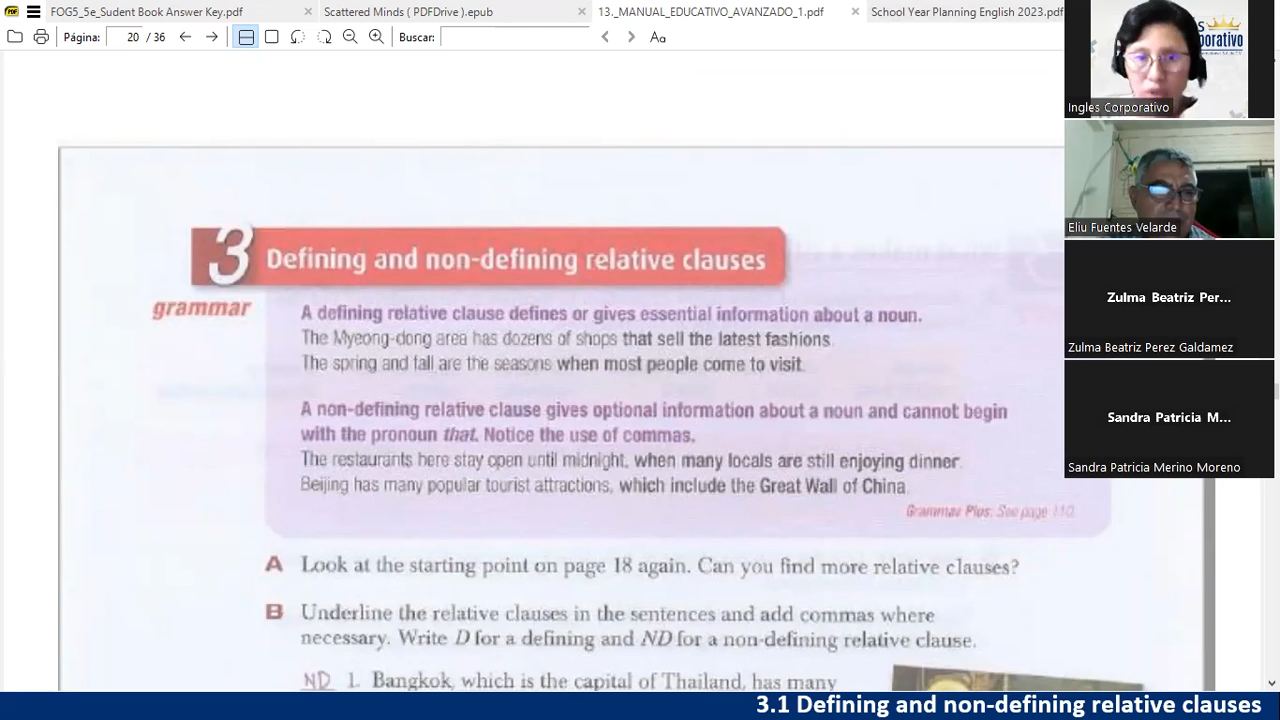 FOG5_5e_Sudent Book Answer Key.pdf
Scattered Minds ( PDFDrive ).epub
13._MANUAL_EDUCATIVO_AVANZADO_1.pdf
School Year Planning English 2023.pdf
Página: 20 / 36
Buscar:
Aa
3 Defining and non-defining relative clauses
grammar
A defining relative clause defines or gives essential information about a noun.
The Myeong-dong area has dozens of shops that sell the latest fashions.
The spring and fall are the seasons when most people come to visit.
A non-defining relative clause gives optional information about a noun and cannot begin
with the pronoun that. Notice the use of commas.
The restaurants here stay open until midnight, when many locals are still enjoying dinner.
Beijing has many popular tourist attractions, which include the Great Wall of China
Grammar Plus: See page 110.
A Look at the starting point on page 18 again. Can you find more relative clauses?
B Underline the relative clauses in the sentences and add commas where
necessary. Write D for a defining and ND for a non-defining relative clause.
ND 1. Bangkok, which is the capital of Thailand, has many
Ingles Corporativo
Eliu Fuentes Velarde
Zulma Beatriz Per...
Zulma Beatriz Perez Galdamez
Sandra Patricia M...
Sandra Patricia Merino Moreno
3.1 Defining and non-defining relative clauses